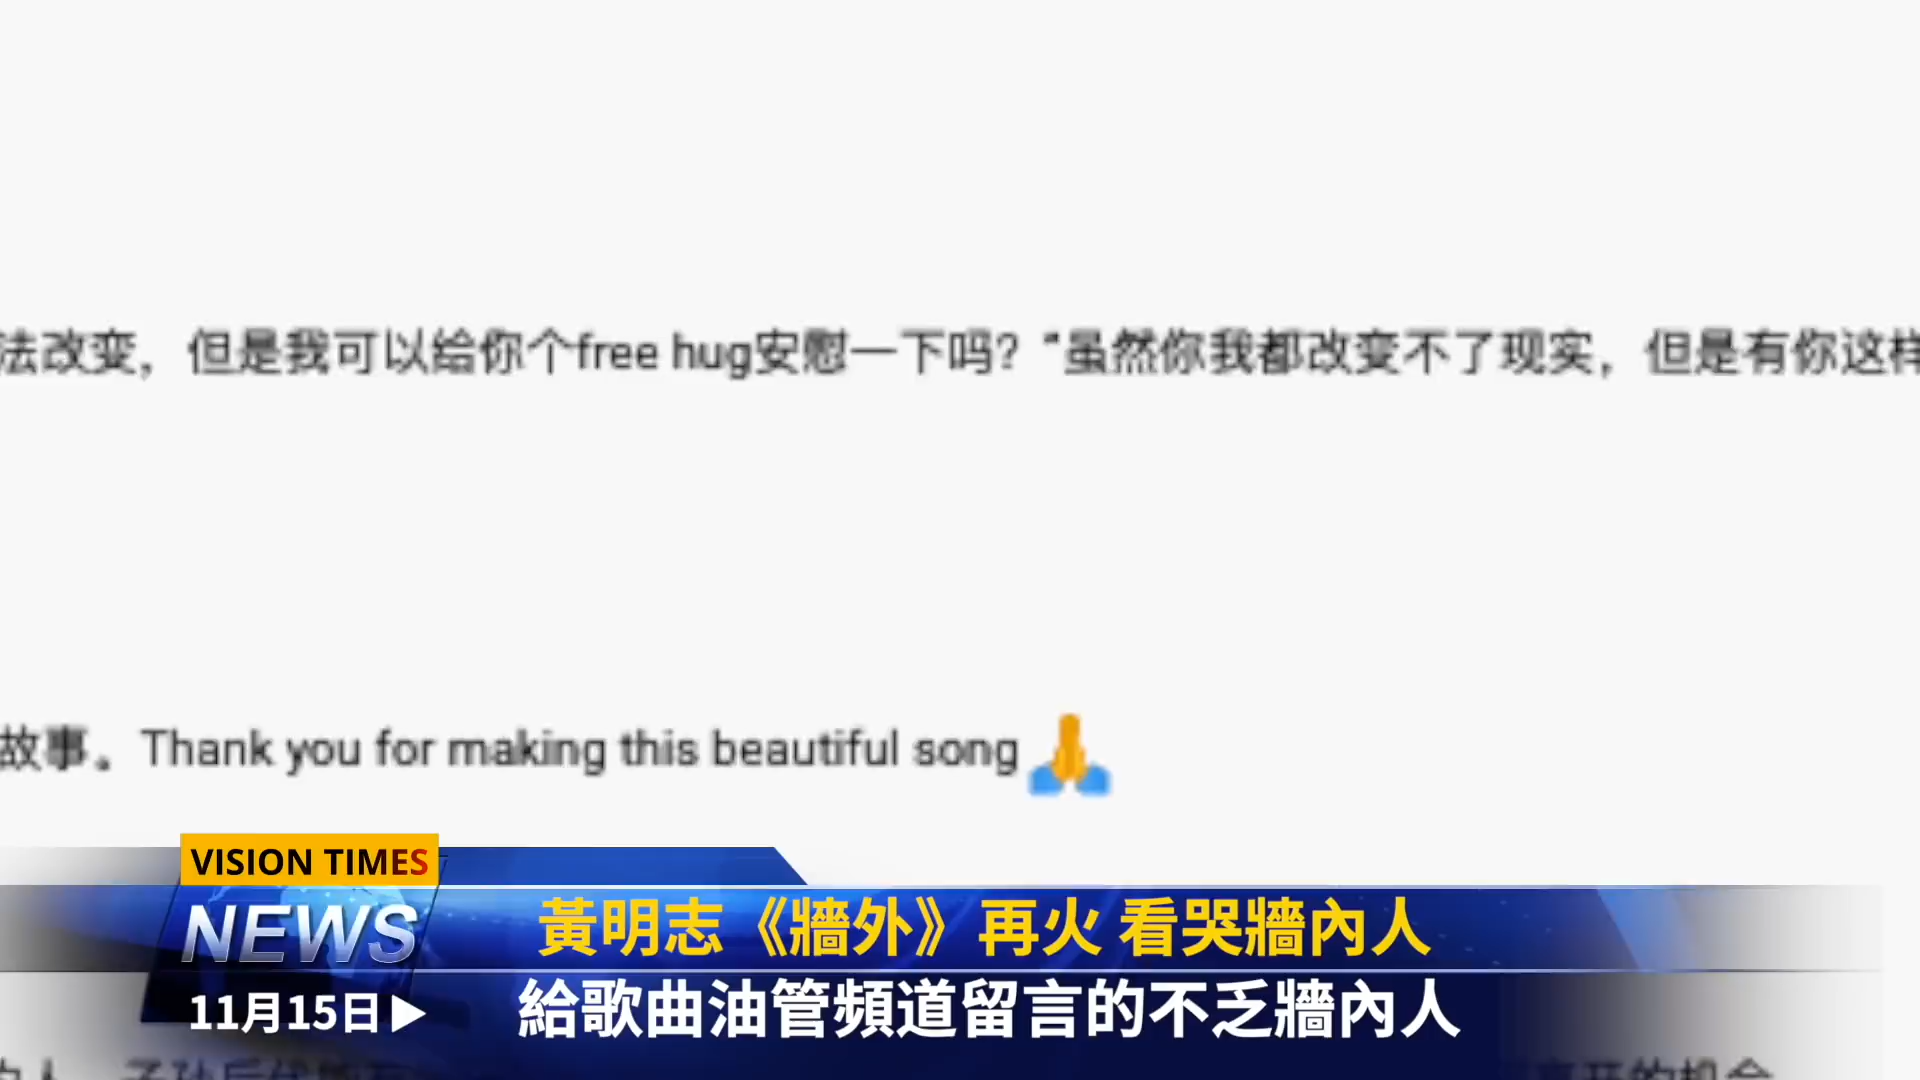 法改变，但是我可以给你个free hug安慰一下吗？“虽然你我都改变不了现实，但是有你这样
故事。Thank you for making this beautiful song🙏
VISION TIMES
NEWS
黃明志《牆外》再火 看哭牆內人
11月15日▶
給歌曲油管頻道留言的不乏牆內人